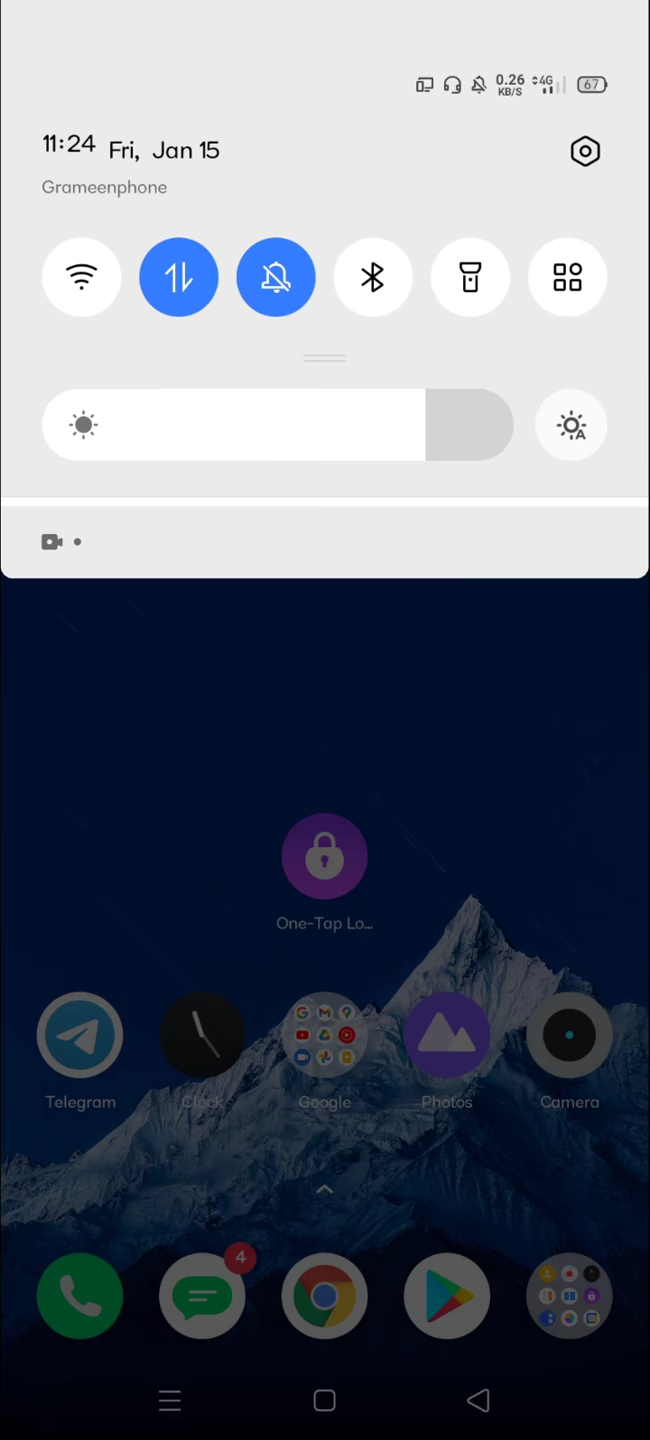 0.26
KB/S
4G
67
11:24 Fri, Jan 15
Grameenphone
A
One-Tap Lo...
Telegram
Clock
Google
Photos
Camera
4